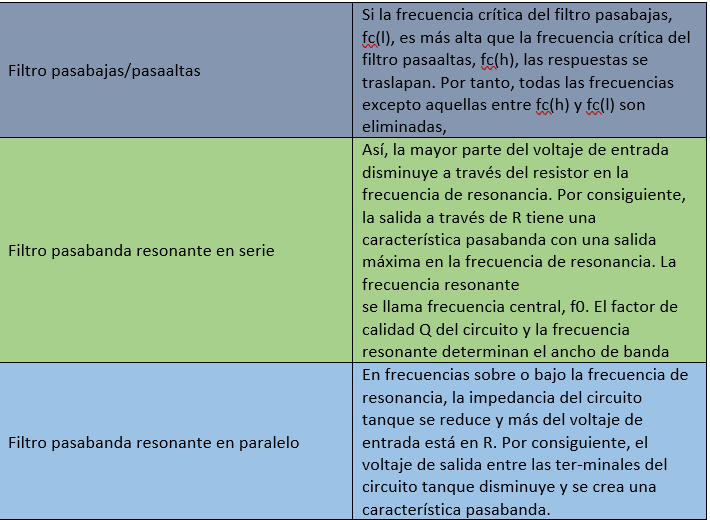 Filtro pasabajas/pasaaltas
Si la frecuencia crítica del filtro pasabajas,
fc(l), es más alta que la frecuencia crítica del
filtro pasaaltas, fc(h), las respuestas se
traslapan. Por tanto, todas las frecuencias
excepto aquellas entre fc(h) y fc(l) son
eliminadas,
Filtro pasabanda resonante en serie
Así, la mayor parte del voltaje de entrada
disminuye a través del resistor en la
frecuencia de resonancia. Por consiguiente,
la salida a través de R tiene una
característica pasabanda con una salida
máxima en la frecuencia de resonancia. La
frecuencia resonante
se llama frecuencia central, f0. El factor de
calidad Q del circuito y la frecuencia
resonante determinan el ancho de banda
Filtro pasabanda resonante en paralelo
En frecuencias sobre o bajo la frecuencia de
resonancia, la impedancia del circuito
tanque se reduce y más del voltaje de
entrada está en R. Por consiguiente, el
voltaje de salida entre las ter-minales del
circuito tanque disminuye y se crea una
característica pasabanda.